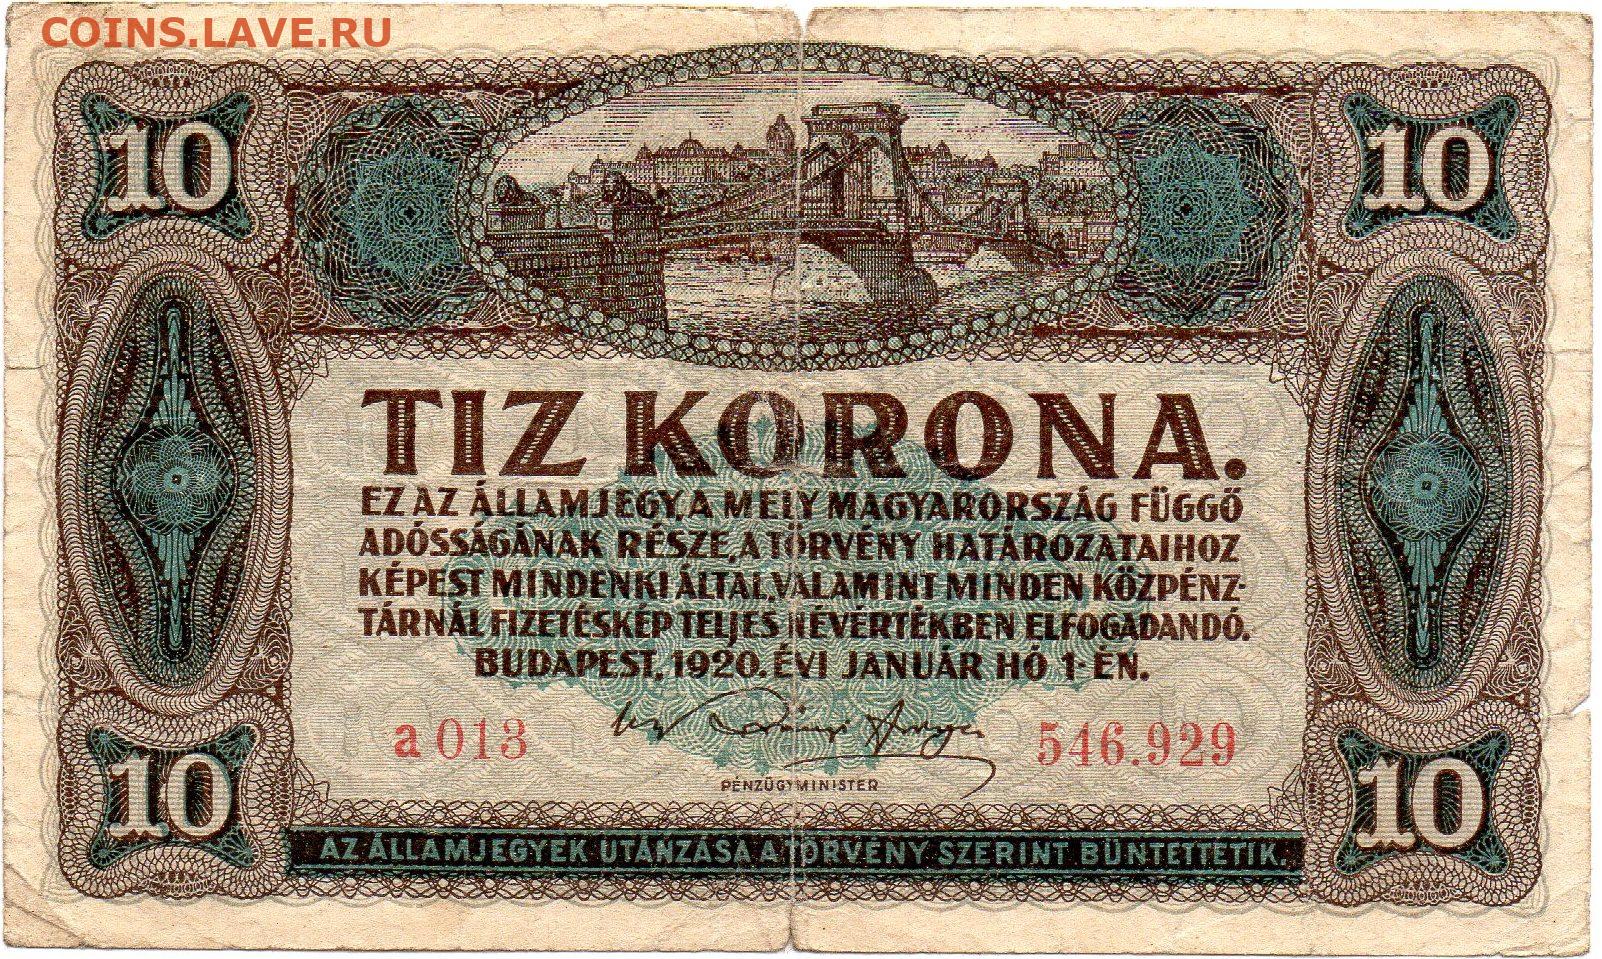 COINS.LAVE.RU
10 10
TIZ KORONA.
EZ AZ ÁLLAMJEGY, A MELY MAGYARORSZÁG FÜGGŐ
ADÓSSÁGÁNAK RÉSZE, A TÖRVÉNY HATÁROZATAIHOZ
KÉPEST MINDENKI ÁLTAL, VALAMINT MINDEN KÖZPÉNZ-
TÁRNÁL FIZETÉSKÉP TELJES NÉVÉRTÉKBEN ELFOGADANDÓ.
BUDAPEST, 1920. ÉVI JANUÁR HÓ 1-ÉN.
a013 546.929
PÉNZÜGYMINISTER
10 10
AZ ÁLLAMJEGYEK UTÁNZÁSA A TÖRVÉNY SZERINT BÜNTETTETIK.